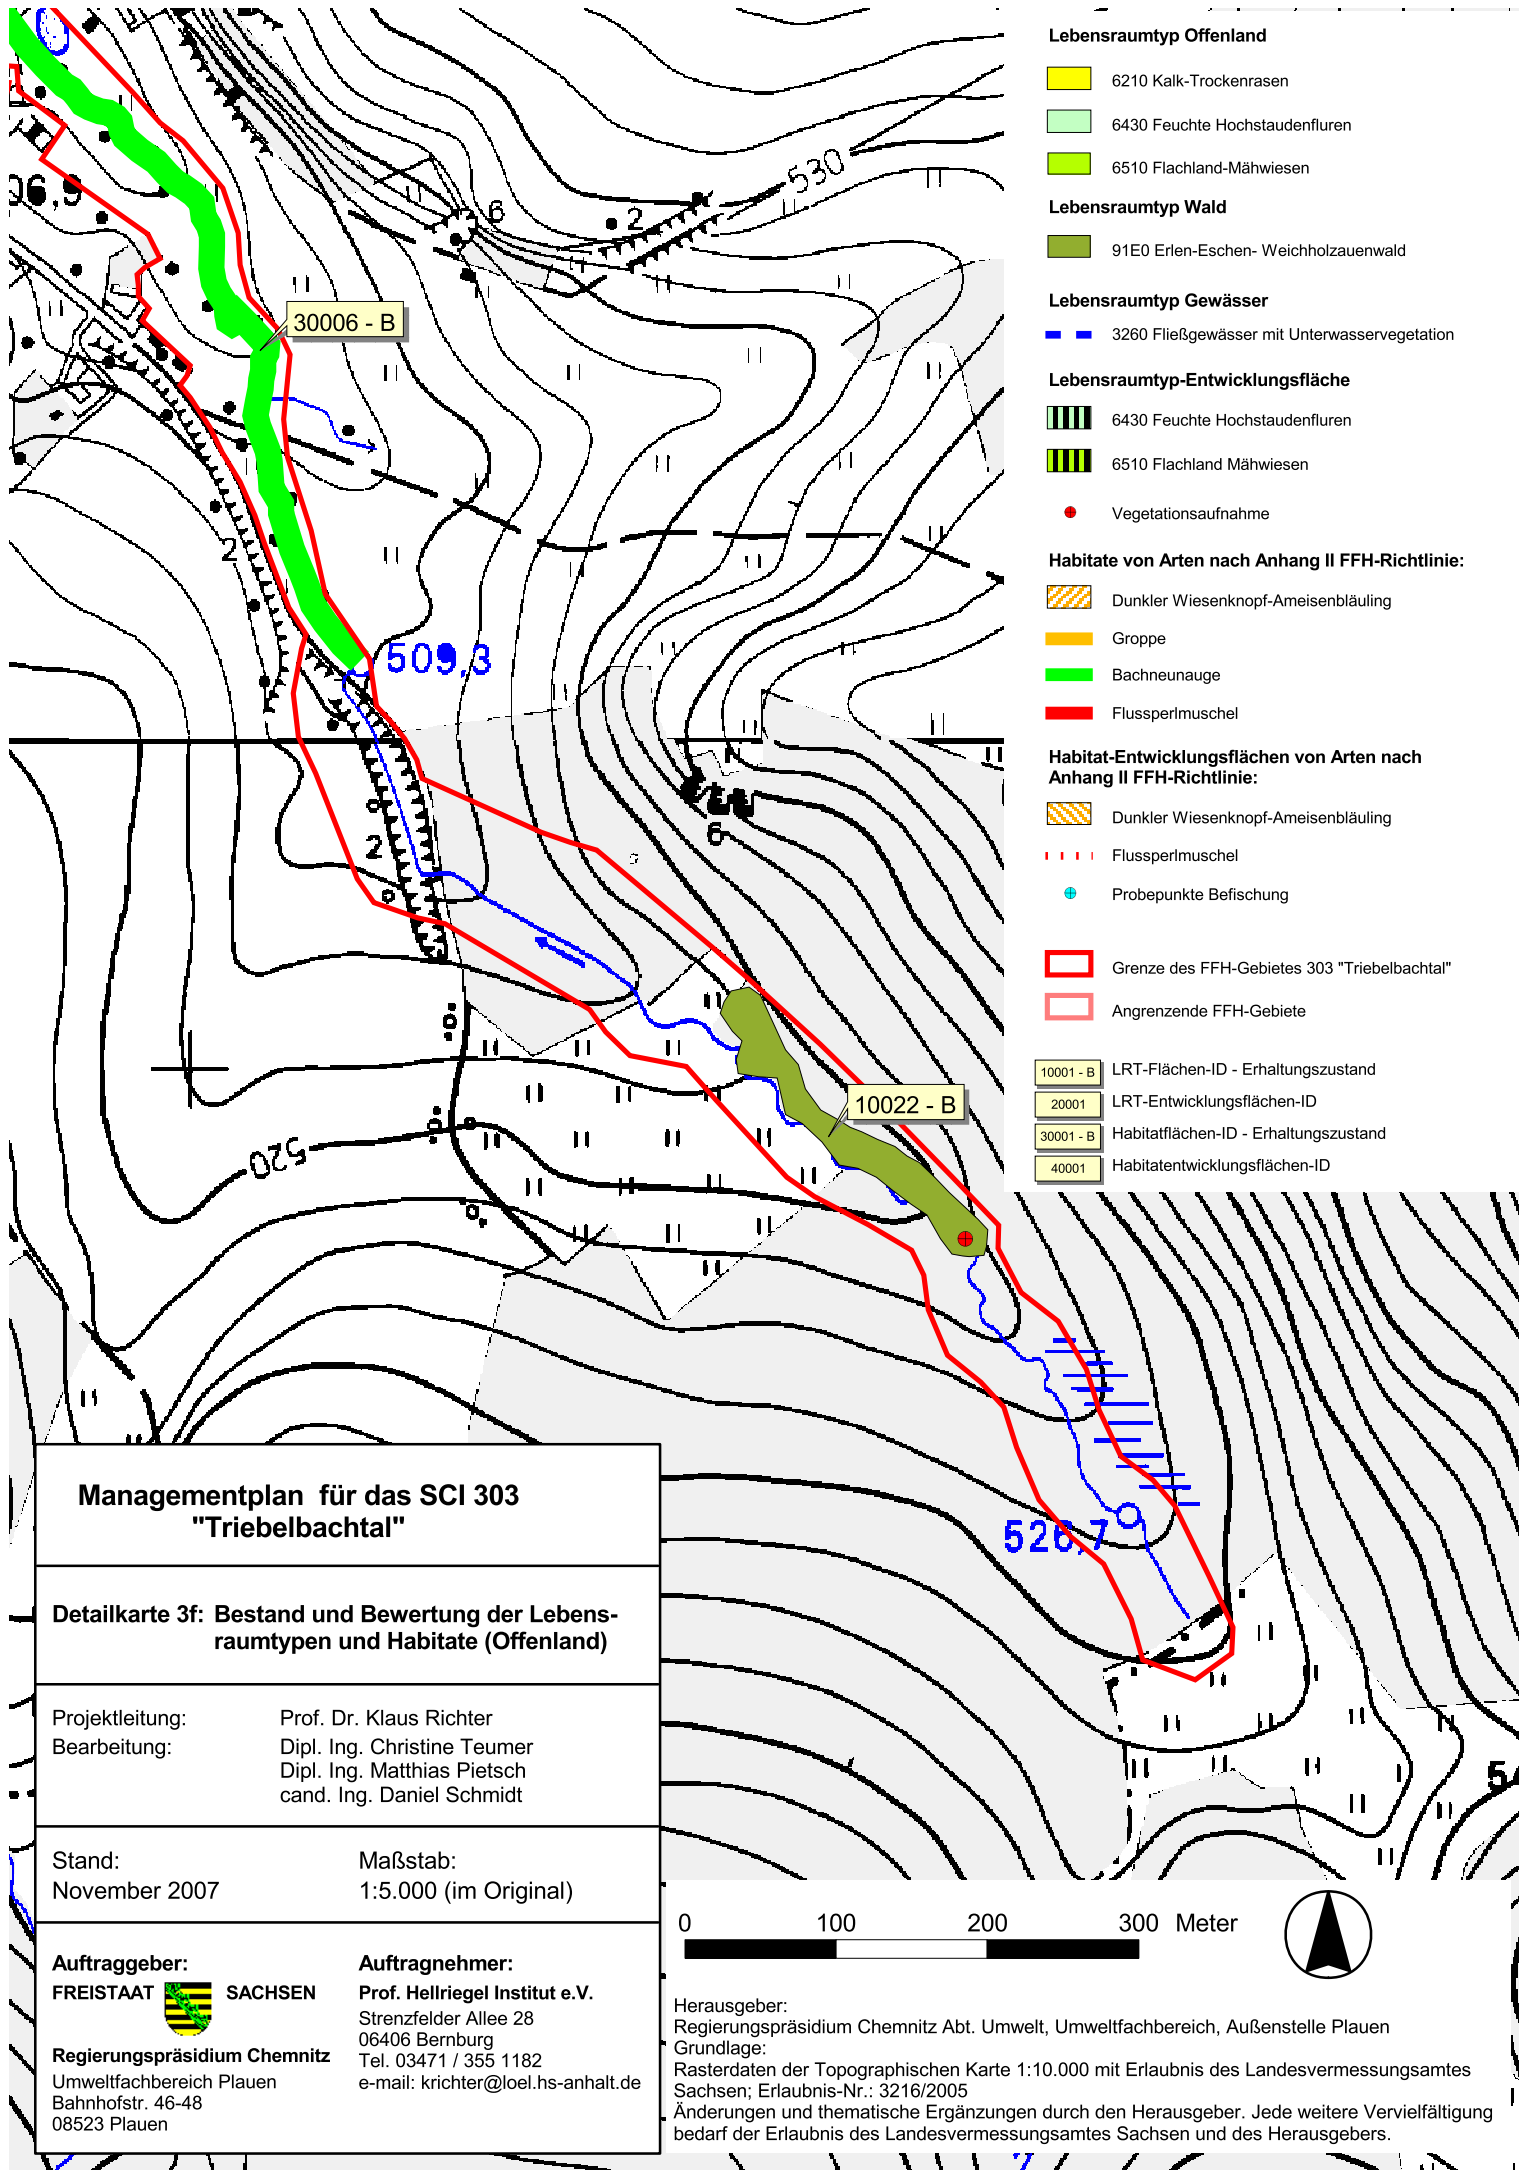 Lebensraumtyp Offenland
6210 Kalk-Trockenrasen
6430 Feuchte Hochstaudenfluren
6510 Flachland-Mähwiesen
Lebensraumtyp Wald
91E0 Erlen-Eschen- Weichholzauenwald
Lebensraumtyp Gewässer
3260 Fließgewässer mit Unterwasservegetation
Lebensraumtyp-Entwicklungsfläche
6430 Feuchte Hochstaudenfluren
6510 Flachland Mähwiesen
Vegetationsaufnahme
Habitate von Arten nach Anhang II FFH-Richtlinie:
Dunkler Wiesenknopf-Ameisenbläuling
Groppe
Bachneunauge
Flussperlmuschel
Habitat-Entwicklungsflächen von Arten nach
Anhang II FFH-Richtlinie:
Dunkler Wiesenknopf-Ameisenbläuling
Flussperlmuschel
Probepunkte Befischung
Grenze des FFH-Gebietes 303 "Triebelbachtal"
Angrenzende FFH-Gebiete
10001 - B LRT-Flächen-ID - Erhaltungszustand
20001 LRT-Entwicklungsflächen-ID
30001 - B Habitatflächen-ID - Erhaltungszustand
40001 Habitatentwicklungsflächen-ID
530
6
2
06,9
30006 - B
2
509,3
2
6
10022 - B
520
526,7
Managementplan für das SCI 303
"Triebelbachtal"
Detailkarte 3f: Bestand und Bewertung der Lebens-
raumtypen und Habitate (Offenland)
Projektleitung: Prof. Dr. Klaus Richter
Bearbeitung: Dipl. Ing. Christine Teumer
Dipl. Ing. Matthias Pietsch
cand. Ing. Daniel Schmidt
Stand: Maßstab:
November 2007 1:5.000 (im Original)
Auftraggeber: Auftragnehmer:
FREISTAAT SACHSEN Prof. Hellriegel Institut e.V.
Strenzfelder Allee 28
06406 Bernburg
Regierungspräsidium Chemnitz Tel. 03471 / 355 1182
Umweltfachbereich Plauen e-mail: krichter@loel.hs-anhalt.de
Bahnhofstr. 46-48
08523 Plauen
0 100 200 300 Meter
Herausgeber:
Regierungspräsidium Chemnitz Abt. Umwelt, Umweltfachbereich, Außenstelle Plauen
Grundlage:
Rasterdaten der Topographischen Karte 1:10.000 mit Erlaubnis des Landesvermessungsamtes
Sachsen; Erlaubnis-Nr.: 3216/2005
Änderungen und thematische Ergänzungen durch den Herausgeber. Jede weitere Vervielfältigung
bedarf der Erlaubnis des Landesvermessungsamtes Sachsen und des Herausgebers.